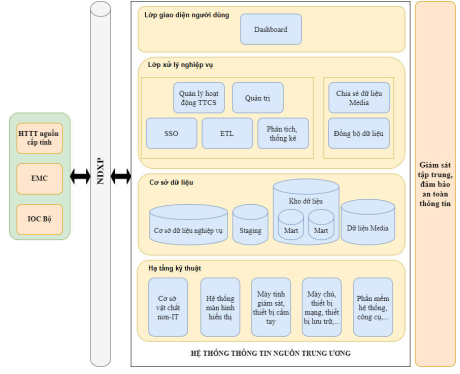 Lớp giao diện người dùng
Dashboard
Lớp xử lý nghiệp vụ
Quản lý hoạt
động TTCS
Quản trị
SSO
ETL
Phân tích,
thống kê
Chia sẻ dữ liệu
Media
Đồng bộ dữ liệu
HTTT nguồn
cấp tỉnh
EMC
IOC Bộ
NDXP
Cơ sở dữ liệu
Cơ sở dữ liệu nghiệp vụ
Staging
Kho dữ liệu
Mart
Mart
Dữ liệu Media
Hạ tầng kỹ thuật
Cơ sở
vật chất
non-IT
Hệ thống
màn hình
hiển thị
Máy tính
giám sát,
thiết bị cầm
tay
Máy chủ,
thiết bị
mạng, thiết
bị lưu trữ,...
Phần mềm
hệ thống,
công cụ,...
HỆ THỐNG THÔNG TIN NGUỒN TRUNG ƯƠNG
Giám sát
tập trung,
đảm bảo
an toàn
thông tin